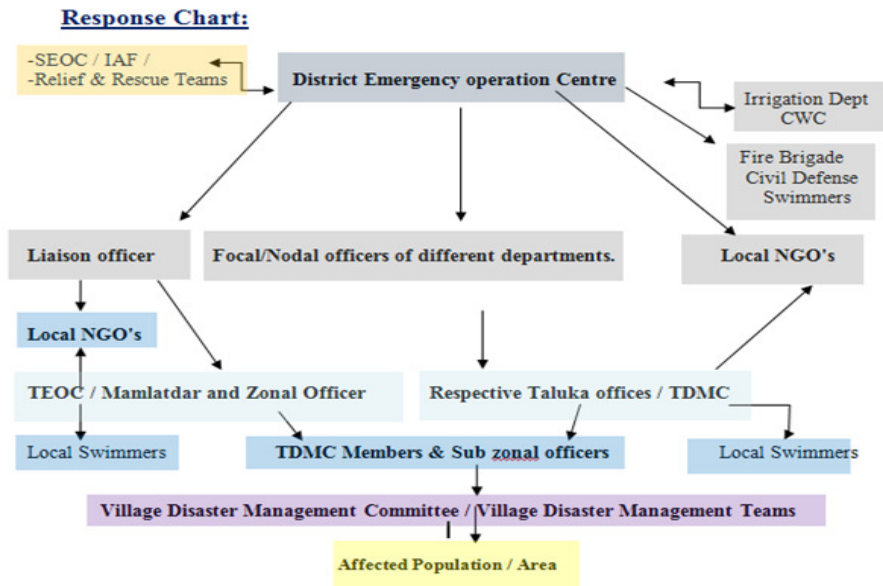 Response Chart:
-SEOC / IAF /
-Relief & Rescue Teams
District Emergency operation Centre
Irrigation Dept
CWC
Fire Brigade
Civil Defense
Swimmers
Liaison officer
Focal/Nodal officers of different departments.
Local NGO's
Local NGO's
TEOC / Mamlatdar and Zonal Officer
Respective Taluka offices / TDMC
Local Swimmers
TDMC Members & Sub zonal officers
Local Swimmers
Village Disaster Management Committee / Village Disaster Management Teams
Affected Population / Area